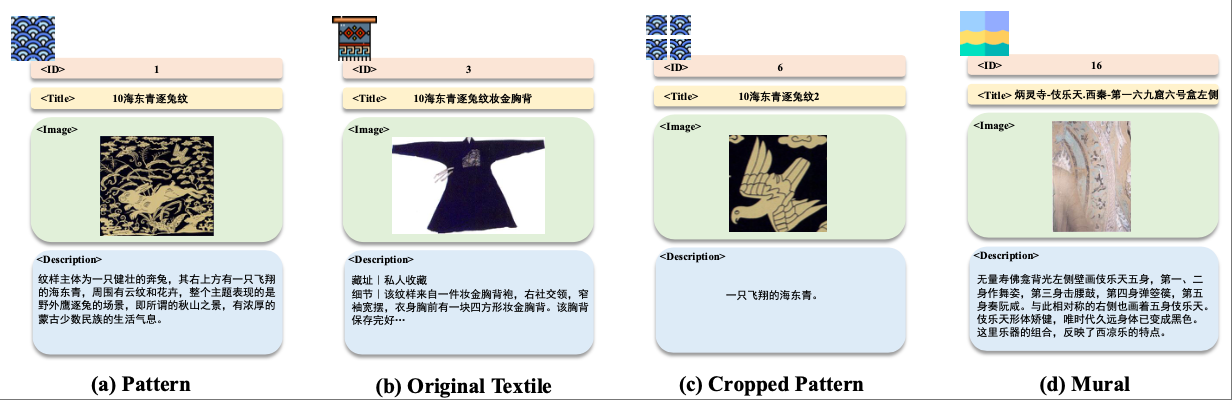 <ID> 1
<Title> 10海东青逐兔纹
<Image>
<Description>
纹样主体为一只健壮的奔兔，其右上方有一只飞翔
的海东青，周围有云纹和花卉，整个主题表现的是
野外鹰逐兔的场景，即所谓的秋山之景，有浓厚的
蒙古少数民族的生活气息。
(a) Pattern
<ID> 3
<Title> 10海东青逐兔纹妆金胸背
<Image>
<Description>
藏址｜私人收藏
细节｜该纹样来自一件妆金胸背袍，右社交领，窄
袖宽摆，衣身胸前有一块四方形妆金胸背。该胸背
保存完好…
(b) Original Textile
<ID> 6
<Title> 10海东青逐兔纹2
<Image>
<Description>
一只飞翔的海东青。
(c) Cropped Pattern
<ID> 16
<Title> 炳灵寺-伎乐天.西秦-第一六九窟六号龛左侧
<Image>
<Description>
无量寿佛龛背光左侧壁画伎乐天五身，第一、二
身作舞姿，第三身击腰鼓，第四身弹箜篌，第五
身奏阮咸。与此相对称的右侧也画着五身伎乐天。
伎乐天形体矫健，唯时代久远身体已变成黑色。
这里乐器的组合，反映了西凉乐的特点。
(d) Mural